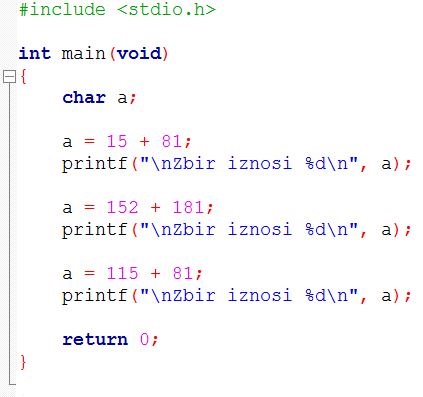 #include <stdio.h>
int main(void)
{
char a;
a = 15 + 81;
printf("\nZbir iznosi %d\n", a);
a = 152 + 181;
printf("\nZbir iznosi %d\n", a);
a = 115 + 81;
printf("\nZbir iznosi %d\n", a);
return 0;
}